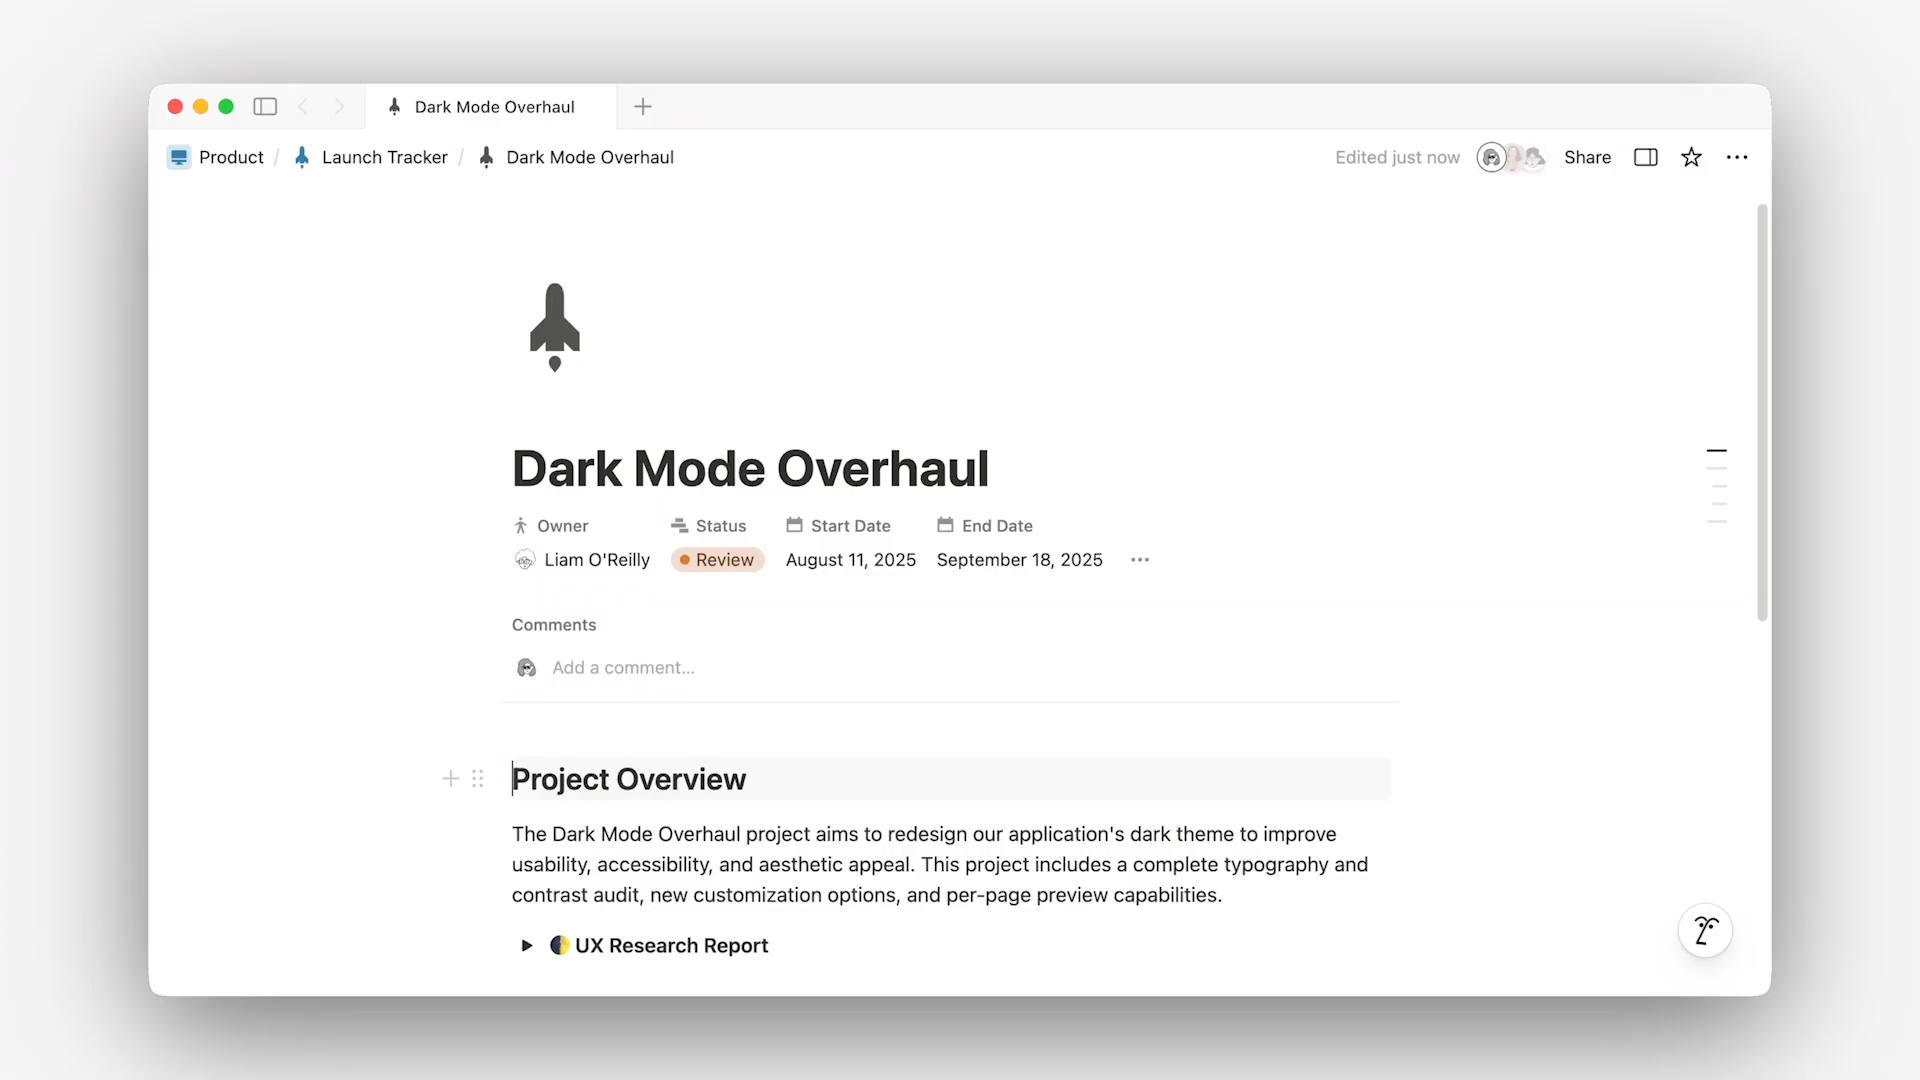 Dark Mode Overhaul
Product / Launch Tracker / Dark Mode Overhaul
Edited just now
Share
Dark Mode Overhaul
Owner
Status
Start Date
End Date
Liam O'Reilly
Review
August 11, 2025
September 18, 2025
Comments
Add a comment...
Project Overview
The Dark Mode Overhaul project aims to redesign our application's dark theme to improve
usability, accessibility, and aesthetic appeal. This project includes a complete typography and
contrast audit, new customization options, and per-page preview capabilities.
UX Research Report